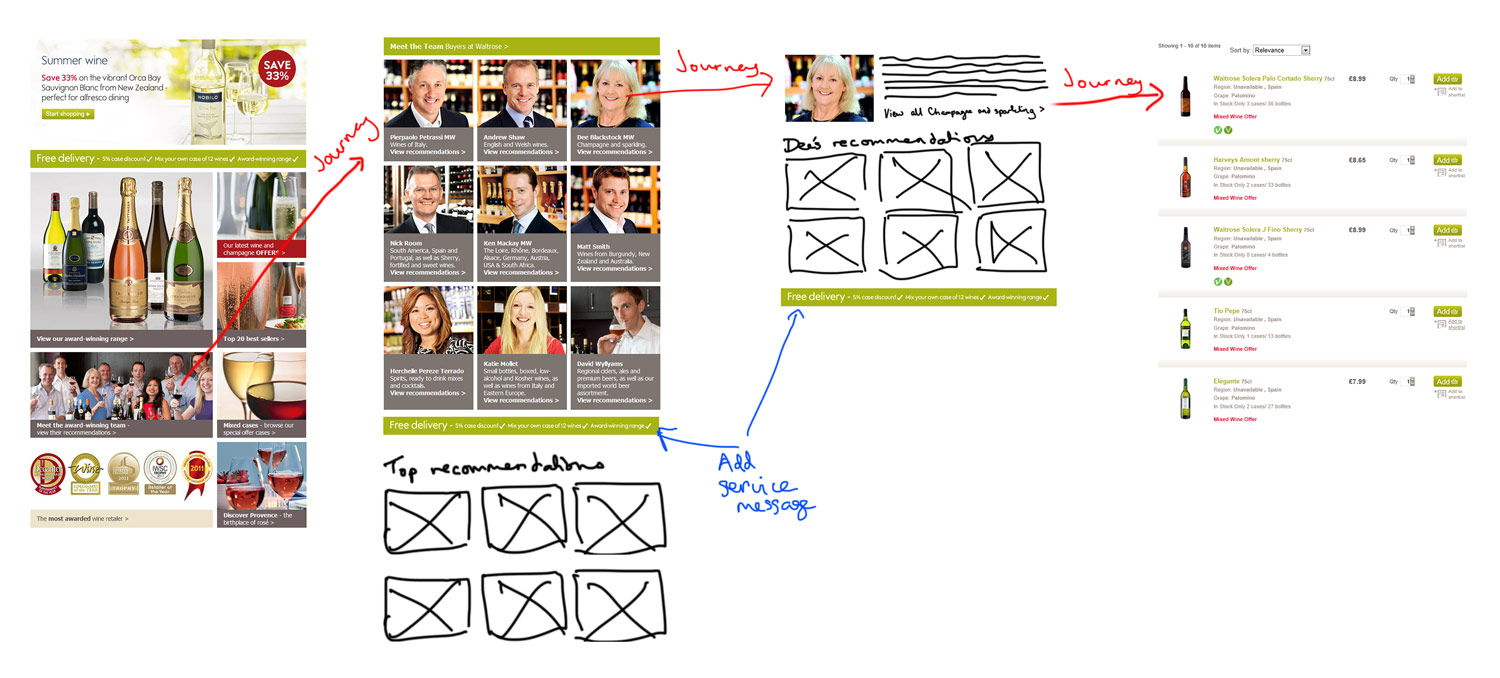 Summer wine
Save 33% on the vibrant Orca Bay
Sauvignon Blanc from New Zealand -
perfect for alfresco dining
Start shopping
SAVE
33%
NOBILO
Free delivery - 5% case discount ✓ Mix your own case of 12 wines ✓ Award-winning range ✓
Our latest wine and
champagne OFFERS >
View our award-winning range >
Top 20 best sellers >
Meet the award-winning team -
view their recommendations >
Mixed cases - browse our
special offer cases >
IWSC
Retailer of
the Year
2011
2011
The most awarded wine retailer >
Discover Provence - the
birthplace of rosé >
Journey
Meet the Team Buyers at Waitrose >
Pierpaolo Petrassi MW
Wines of Italy.
View recommendations >
Andrew Shaw
English and Welsh wines.
View recommendations >
Dee Blackstock MW
Champagne and sparkling.
View recommendations >
Nick Room
South America, Spain and
Portugal, as well as Sherry,
fortified and sweet wines.
View recommendations >
Ken Mackay MW
The Loire, Rhône, Bordeaux,
Alsace, Germany, Austria,
USA & South Africa.
View recommendations >
Matt Smith
Wines from Burgundy, New
Zealand and Australia.
View recommendations >
Herchelle Pereze Terrado
Spirits, ready to drink mixes
and cocktails.
View recommendations >
Katie Mollet
Small bottles, boxed, low-
alcohol and Kosher wines, as
well as wines from Italy and
Eastern Europe.
View recommendations >
David Wyllyams
Regional ciders, ales and
premium beers, as well as our
imported world beer
assortment.
View recommendations >
Free delivery - 5% case discount ✓ Mix your own case of 12 wines ✓ Award-winning range ✓
Top recommendations
Journey
View all Champagne and sparkling >
Dee's recommendations
Free delivery - 5% case discount ✓ Mix your own case of 12 wines ✓ Award-winning range ✓
Add
service
message
Journey
Showing 1 - 10 of 10 items
Sort by: Relevance
Waitrose Solera Palo Cortado Sherry 75cl £8.99 Qty 1 Add
Region: Unavailable , Spain
Add to
shortlist
Grape: Palomino
In Stock Only 3 cases/ 36 bottles
Mixed Wine Offer
V
Harveys Amont sherry 75cl £8.65 Qty 1 Add
Region: Unavailable , Spain
Add to
shortlist
Grape: Palomino
In Stock Only 2 cases/ 33 bottles
Mixed Wine Offer
Waitrose Solera J Fino Sherry 75cl £8.99 Qty 1 Add
Region: Unavailable , Spain
Add to
shortlist
Grape: Palomino
In Stock Only 0 cases/ 4 bottles
Mixed Wine Offer
V
Tio Pepe 75cl Qty 1 Add
Region: Unavailable , Spain
Add to
shortlist
Grape: Palomino
In Stock Only 1 cases/ 13 bottles
Mixed Wine Offer
Elegante 75cl £7.99 Qty 1 Add
Region: Unavailable , Spain
Add to
shortlist
Grape: Palomino
In Stock Only 2 cases/ 27 bottles
Mixed Wine Offer